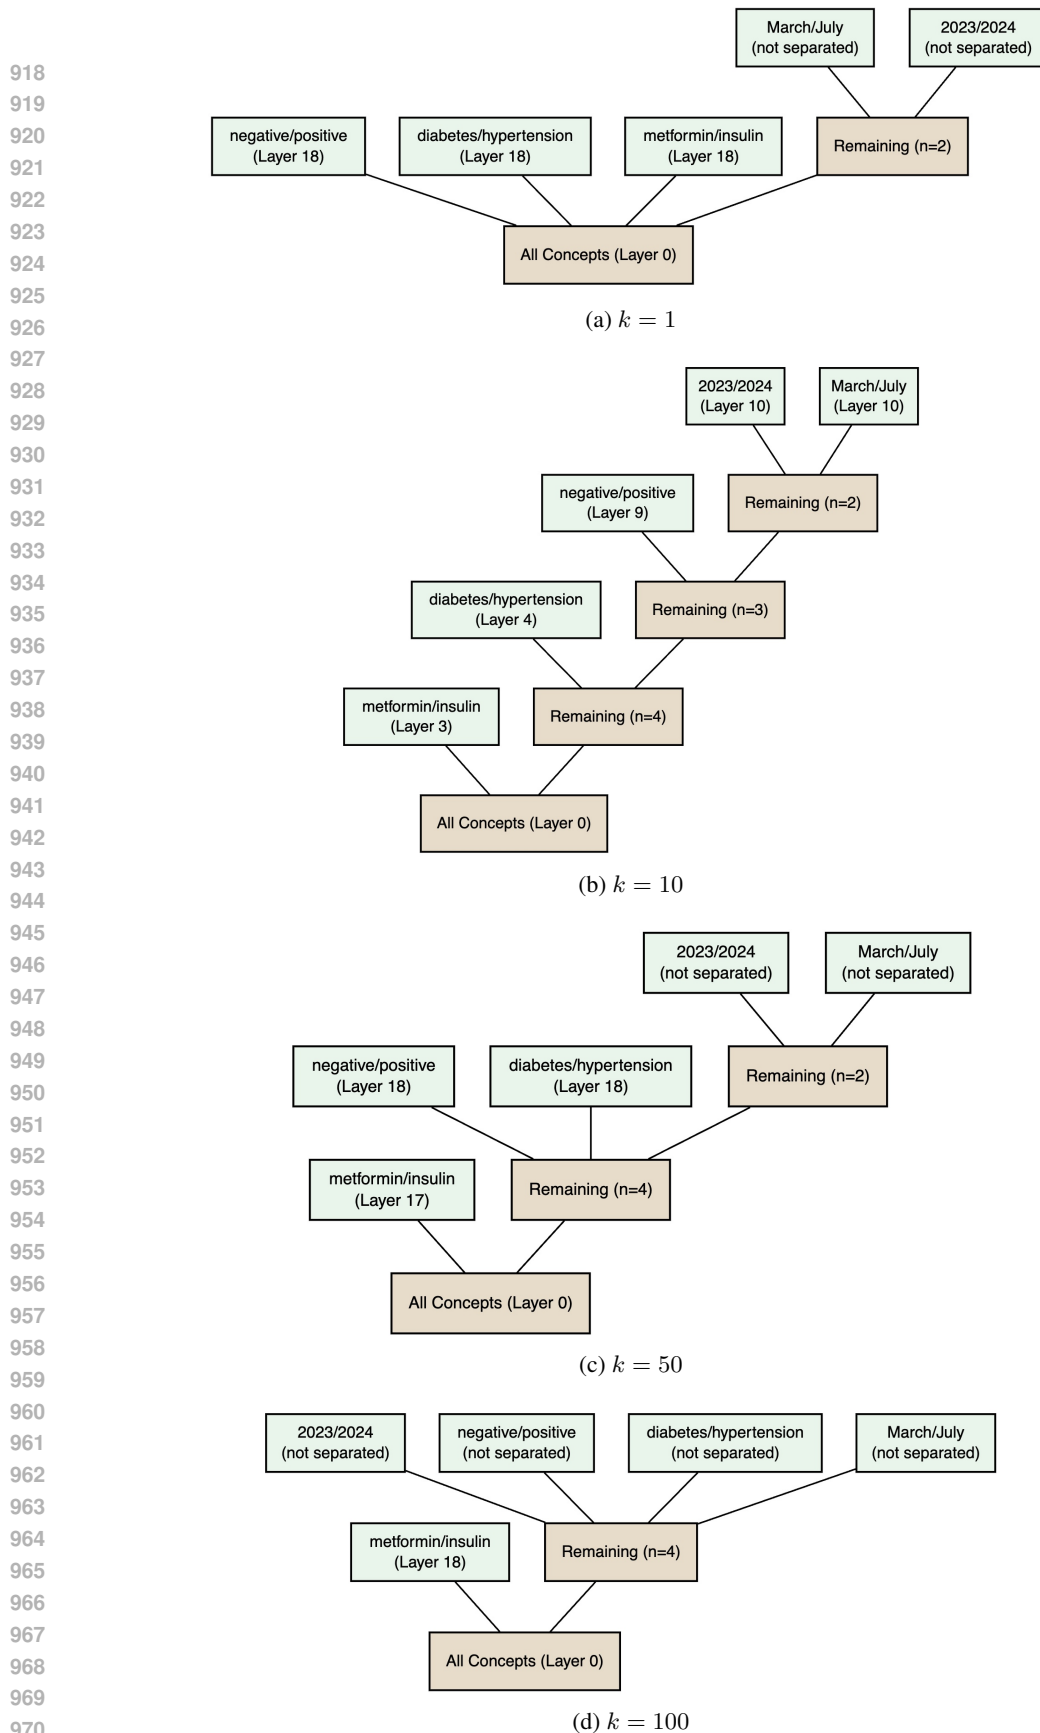 March/July
(not separated)
2023/2024
(not separated)
918
919
negative/positive
(Layer 18)
diabetes/hypertension
(Layer 18)
metformin/insulin
(Layer 18)
Remaining (n=2)
920
921
922
923
All Concepts (Layer 0)
924
925
(a) k = 1
926
927
2023/2024
(Layer 10)
March/July
(Layer 10)
928
929
930
negative/positive
(Layer 9)
Remaining (n=2)
931
932
933
934
diabetes/hypertension
(Layer 4)
Remaining (n=3)
935
936
937
metformin/insulin
(Layer 3)
Remaining (n=4)
938
939
940
941
All Concepts (Layer 0)
942
943
(b) k = 10
944
945
2023/2024
(not separated)
March/July
(not separated)
946
947
948
949
negative/positive
(Layer 18)
diabetes/hypertension
(Layer 18)
Remaining (n=2)
950
951
952
metformin/insulin
(Layer 17)
Remaining (n=4)
953
954
955
956
All Concepts (Layer 0)
957
958
(c) k = 50
959
960
2023/2024
(not separated)
negative/positive
(not separated)
diabetes/hypertension
(not separated)
March/July
(not separated)
961
962
963
metformin/insulin
(Layer 18)
Remaining (n=4)
964
965
966
967
All Concepts (Layer 0)
968
969
(d) k = 100
970